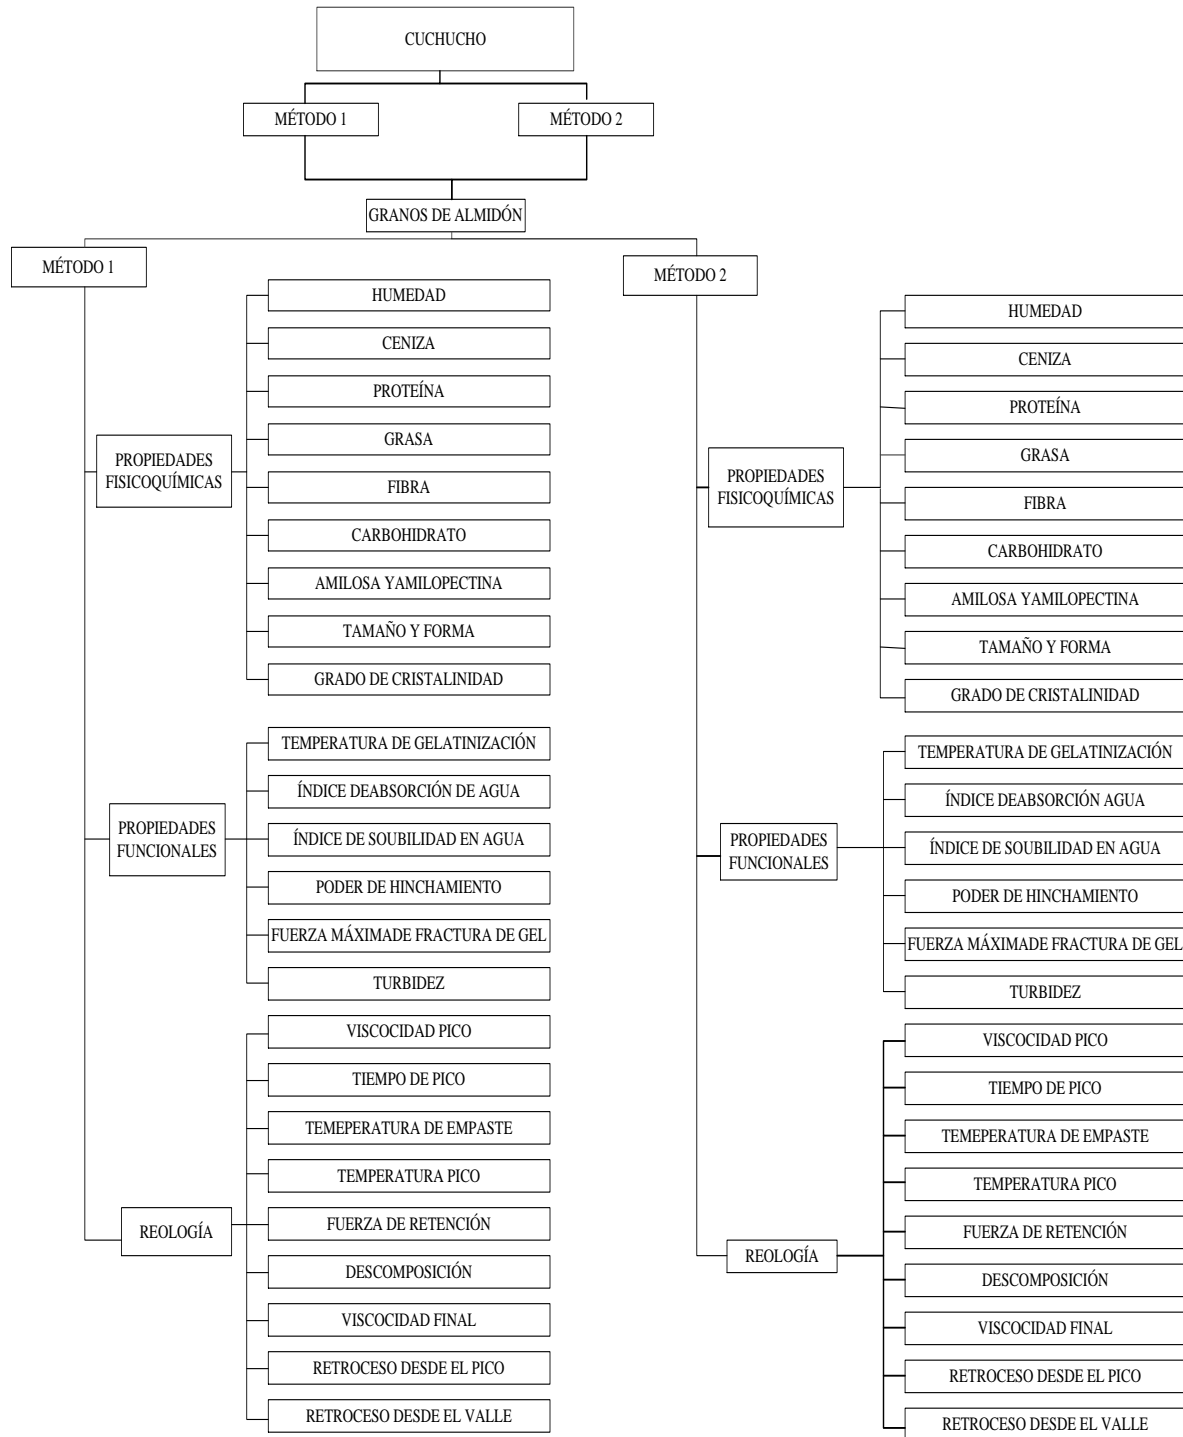 CUCHUCHO
MÉTODO 1
MÉTODO 2
GRANOS DE ALMIDÓN
MÉTODO 1
PROPIEDADES
FISICOQUÍMICAS
HUMEDAD
CENIZA
PROTEÍNA
GRASA
FIBRA
CARBOHIDRATO
AMILOSA YAMILOPECTINA
TAMAÑO Y FORMA
GRADO DE CRISTALINIDAD
PROPIEDADES
FUNCIONALES
TEMPERATURA DE GELATINIZACIÓN
ÍNDICE DEABSORCIÓN DE AGUA
ÍNDICE DE SOUBILIDAD EN AGUA
PODER DE HINCHAMIENTO
FUERZA MÁXIMADE FRACTURA DE GEL
TURBIDEZ
REOLOGÍA
VISCOCIDAD PICO
TIEMPO DE PICO
TEMEPERATURA DE EMPASTE
TEMPERATURA PICO
FUERZA DE RETENCIÓN
DESCOMPOSICIÓN
VISCOCIDAD FINAL
RETROCESO DESDE EL PICO
RETROCESO DESDE EL VALLE
MÉTODO 2
PROPIEDADES
FISICOQUÍMICAS
HUMEDAD
CENIZA
PROTEÍNA
GRASA
FIBRA
CARBOHIDRATO
AMILOSA YAMILOPECTINA
TAMAÑO Y FORMA
GRADO DE CRISTALINIDAD
PROPIEDADES
FUNCIONALES
TEMPERATURA DE GELATINIZACIÓN
ÍNDICE DEABSORCIÓN AGUA
ÍNDICE DE SOUBILIDAD EN AGUA
PODER DE HINCHAMIENTO
FUERZA MÁXIMADE FRACTURA DE GEL
TURBIDEZ
REOLOGÍA
VISCOCIDAD PICO
TIEMPO DE PICO
TEMEPERATURA DE EMPASTE
TEMPERATURA PICO
FUERZA DE RETENCIÓN
DESCOMPOSICIÓN
VISCOCIDAD FINAL
RETROCESO DESDE EL PICO
RETROCESO DESDE EL VALLE